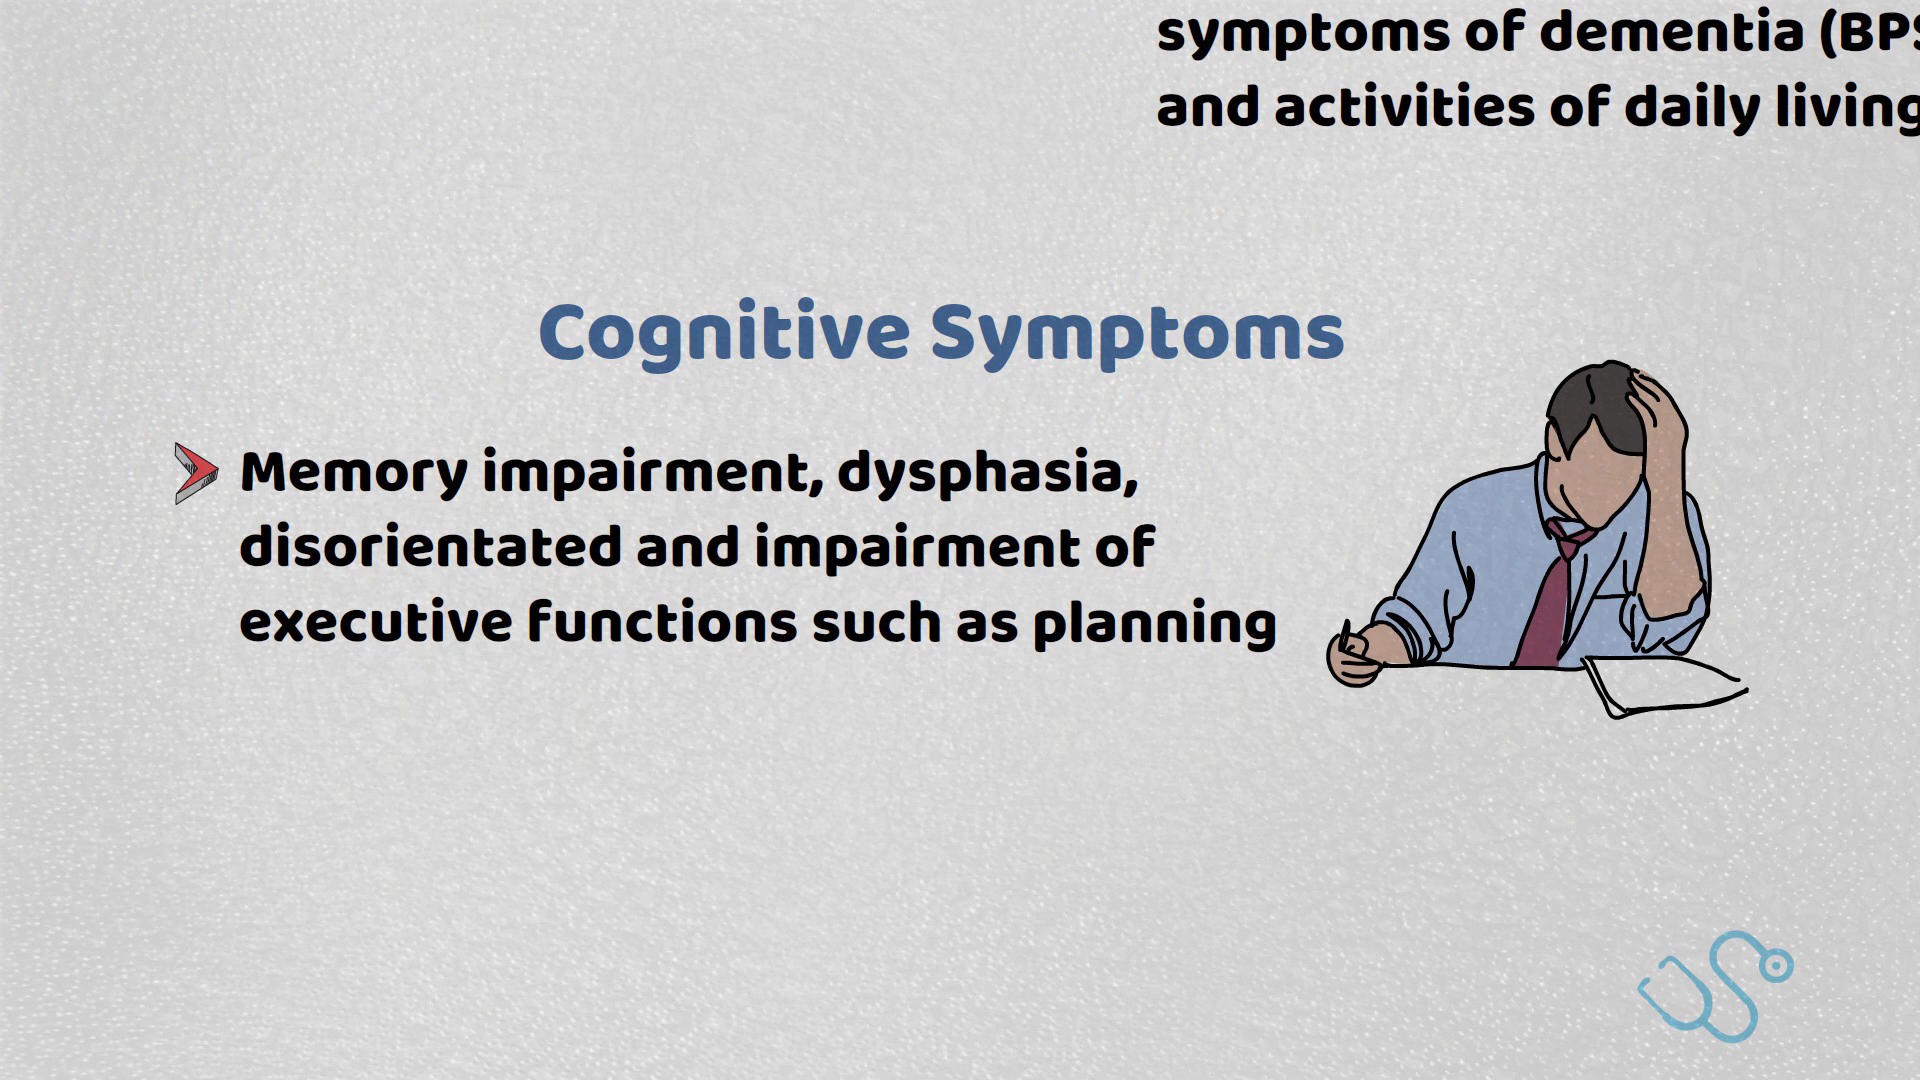 symptoms of dementia
and activities of daily living
Cognitive Symptoms
Memory impairment, dysphasia,
disorientated and impairment of
executive functions such as planning